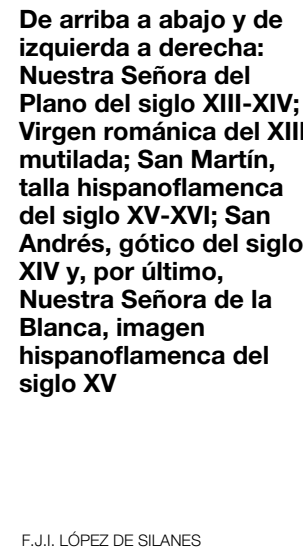 De arriba a abajo y de
izquierda a derecha:
Nuestra Señora del
Plano del siglo XIII-XIV;
Virgen románica del XIII
mutilada; San Martín,
talla hispanoflamenca
del siglo XV-XVI; San
Andrés, gótico del siglo
XIV y, por último,
Nuestra Señora de la
Blanca, imagen
hispanoflamenca del
siglo XV
F.J.I. LÓPEZ DE SILANES